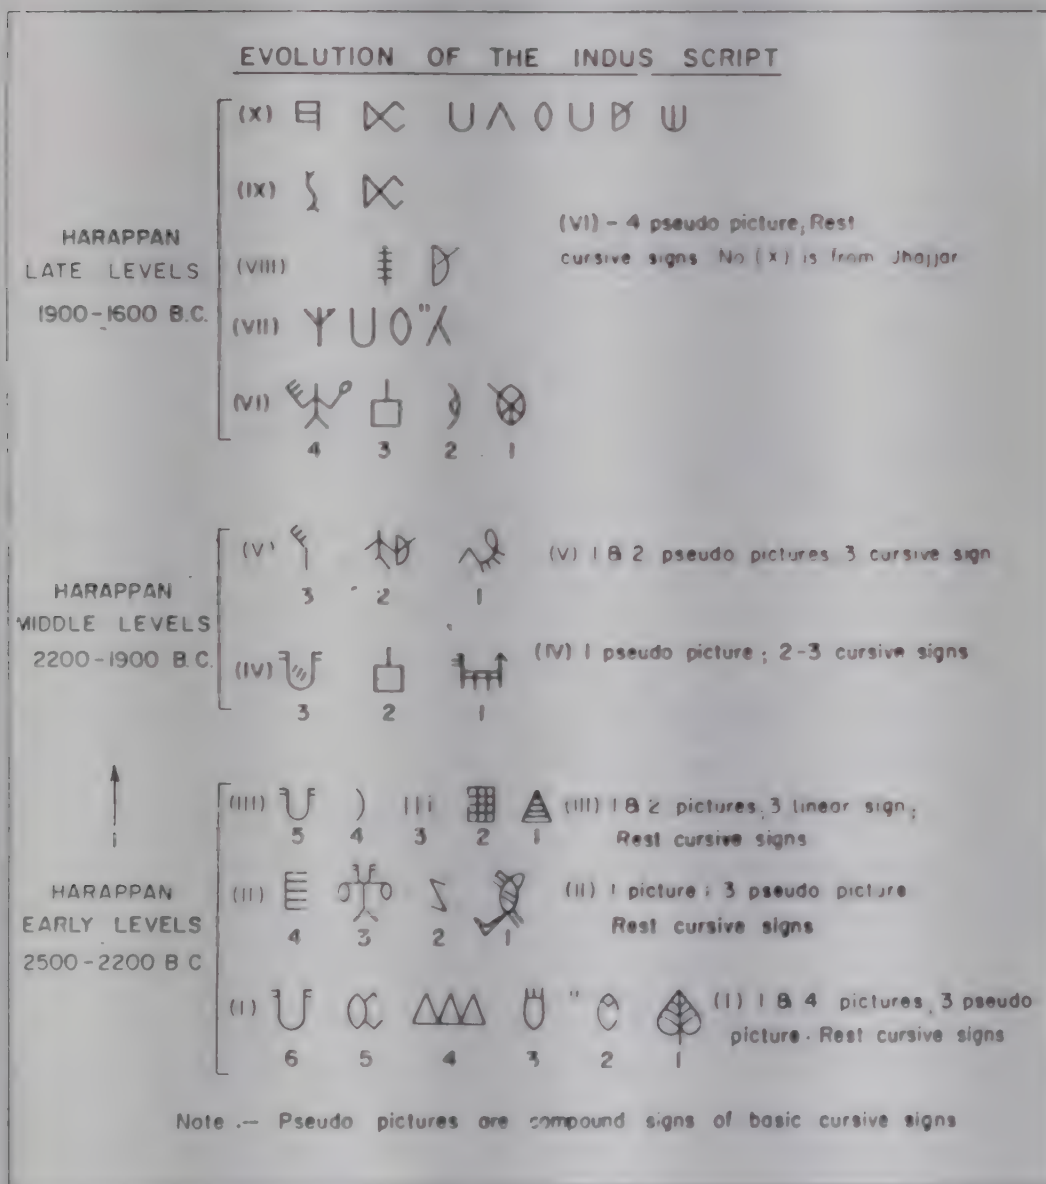 EVOLUTION OF THE INDUS SCRIPT
(X)
(IX)
HARAPPAN
LATE LEVELS
1900-1600 B.C.
(VI) - 4 pseudo picture, Rest
cursive signs No (x) is from Jhajjar
(VIII)
(VII)
(VI)
4 3 2 1
HARAPPAN
MIDDLE LEVELS
2200-1900 B.C.
(V) (V) 1 & 2 pseudo pictures 3 cursive sign
3 2 1
(IV) (IV) 1 pseudo picture; 2-3 cursive signs
3 2 1
HARAPPAN
EARLY LEVELS
2500-2200 B C
(III) (III) 1 & 2 pictures, 3 linear sign;
Rest cursive signs
5 4 3 2 1
(II) (II) 1 picture; 3 pseudo picture
Rest cursive signs
4 3 2 1
(I) (I) 1 & 4 pictures, 3 pseudo
picture. Rest cursive signs
6 5 4 3 2 1
Note .- Pseudo pictures are compound signs of basic cursive signs